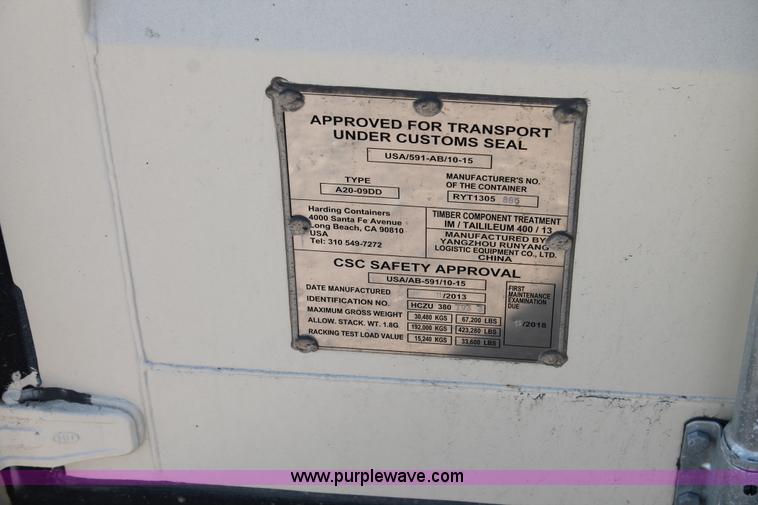 APPROVED FOR TRANSPORT
UNDER CUSTOMS SEAL
USA/591-AB/10-15
TYPE
A20-09DD
MANUFACTURER'S NO.
OF THE CONTAINER
RYT1305 885
Harding Containers
4000 Santa Fe Avenue
Long Beach, CA 90810
USA
Tel: 310 549-7272
TIMBER COMPONENT TREATMENT
IM / TAILILEUM 400 / 13
MANUFACTURED BY
YANGZHOU RUNYANG
LOGISTIC EQUIPMENT CO., LTD.
CHINA
CSC SAFETY APPROVAL
USA/AB-591/10-15
DATE MANUFACTURED /2013
IDENTIFICATION NO. HCZU 380
MAXIMUM GROSS WEIGHT 30,480 KGS 67,200 LBS
ALLOW. STACK. WT. 1.8G 192,000 KGS 423,280 LBS
RACKING TEST LOAD VALUE 15,240 KGS 33,600 LBS
FIRST
MAINTENANCE
EXAMINATION
DUE
/2018
www.purplewave.com